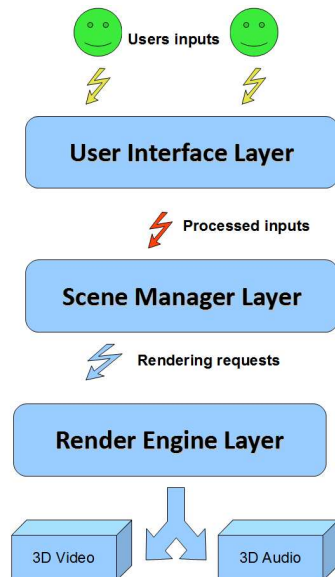 Users inputs
User Interface Layer
Processed inputs
Scene Manager Layer
Rendering requests
Render Engine Layer
3D Video
3D Audio